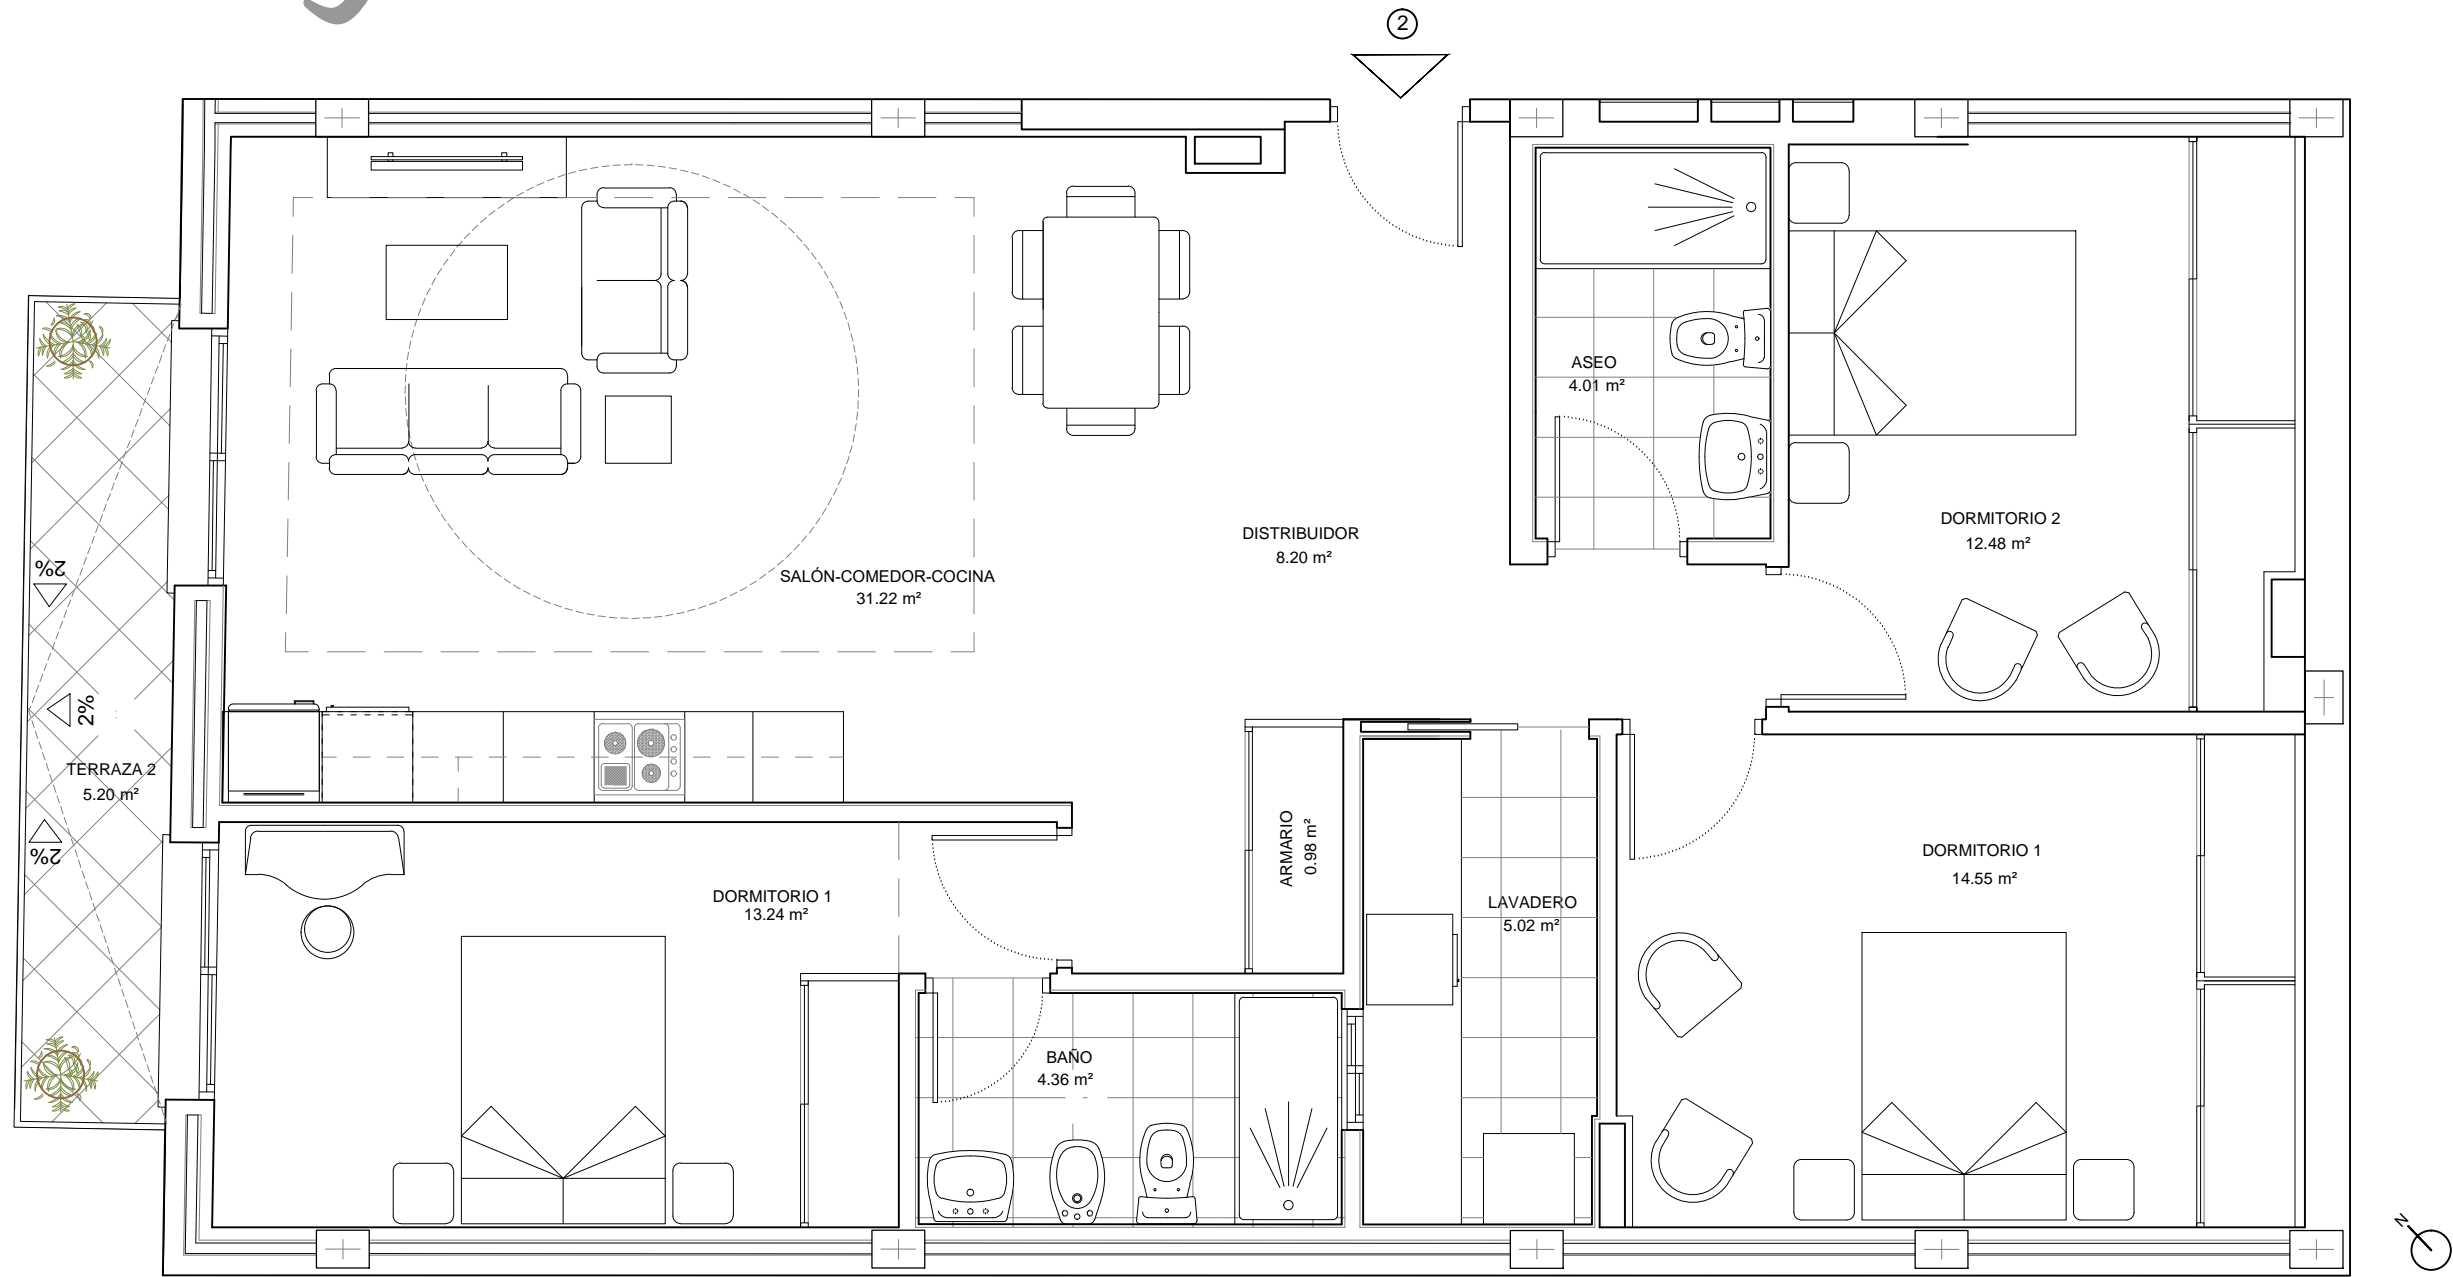 2
ASEO
4.01 m²
DORMITORIO 2
12.48 m²
DISTRIBUIDOR
8.20 m²
SALÓN-COMEDOR-COCINA
31.22 m²
2%
2%
TERRAZA 2
5.20 m²
2%
ARMARIO
0.98 m²
DORMITORIO 1
14.55 m²
DORMITORIO 1
13.24 m²
LAVADERO
5.02 m²
BAÑO
4.36 m²
N